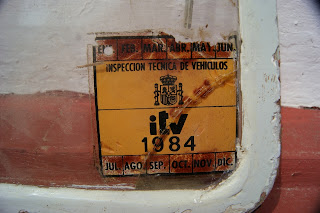 FEB. MAR. ABR. MAY. JUN.
INSPECCION TECNICA DE VEHICULOS
itv
1984
JUL. AGO. SEP. OCT. NOV. DIC.